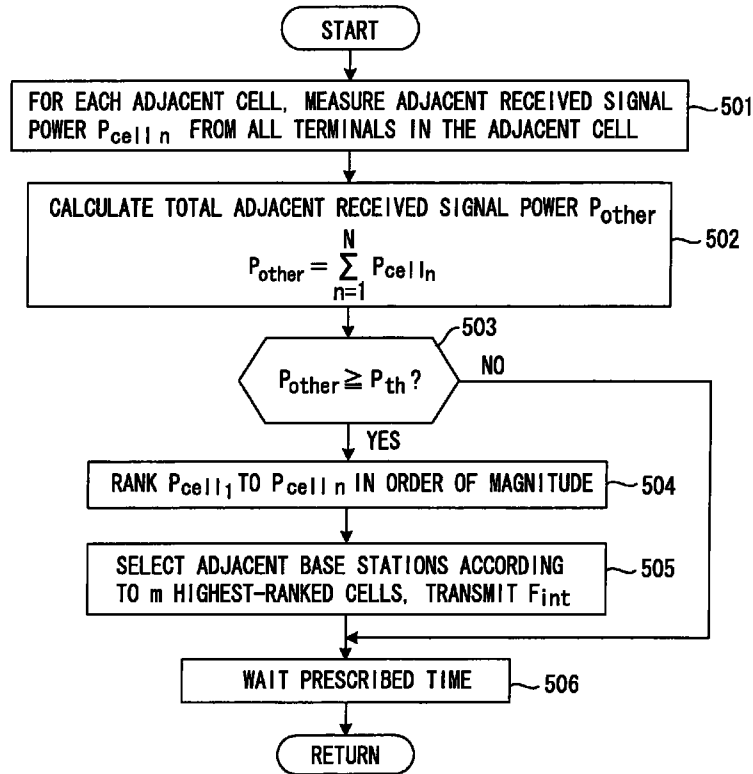 START
FOR EACH ADJACENT CELL, MEASURE ADJACENT RECEIVED SIGNAL
POWER Pcell n FROM ALL TERMINALS IN THE ADJACENT CELL
501
CALCULATE TOTAL ADJACENT RECEIVED SIGNAL POWER Pother
Pother = N∑n=1 Pcelln
502
503
Pother ≧ Pth?
NO
YES
RANK Pcell1 TO Pcell n IN ORDER OF MAGNITUDE
504
SELECT ADJACENT BASE STATIONS ACCORDING
TO m HIGHEST-RANKED CELLS, TRANSMIT Fint
505
WAIT PRESCRIBED TIME
506
RETURN